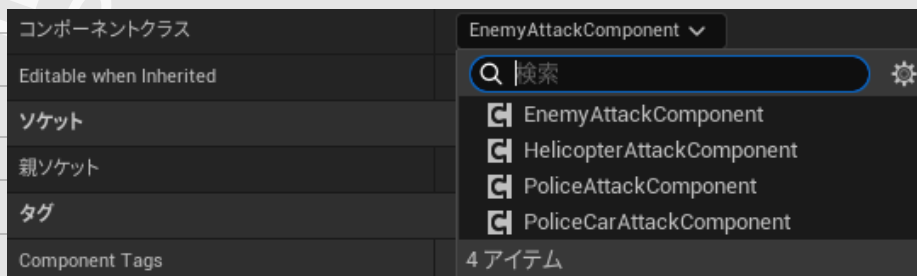 コンポーネントクラス
EnemyAttackComponent
Editable when Inherited
検索
ソケット
EnemyAttackComponent
HelicopterAttackComponent
親ソケット
PoliceAttackComponent
タグ
PoliceCarAttackComponent
Component Tags
4 アイテム